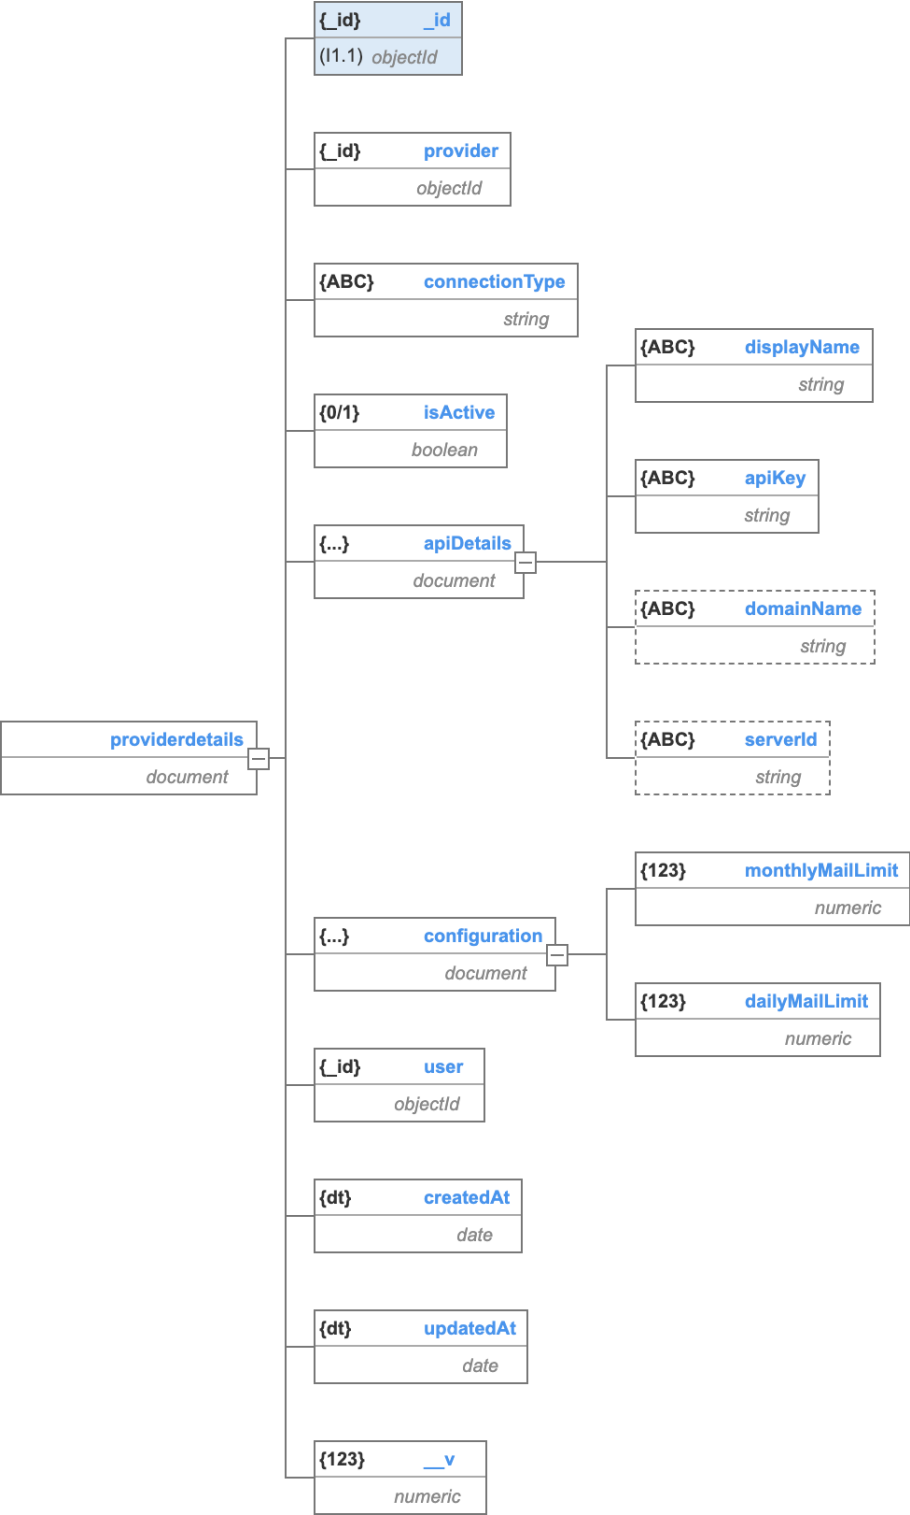 {_id} _id
(I1.1) objectId
{_id} provider
objectId
{ABC} connectionType
string
{0/1} isActive
boolean
{...} apiDetails
document
{ABC} displayName
string
{ABC} apiKey
string
{ABC} domainName
string
{ABC} serverId
string
providerdetails
document
{...} configuration
document
{123} monthlyMailLimit
numeric
{123} dailyMailLimit
numeric
{_id} user
objectId
{dt} createdAt
date
{dt} updatedAt
date
{123} __v
numeric